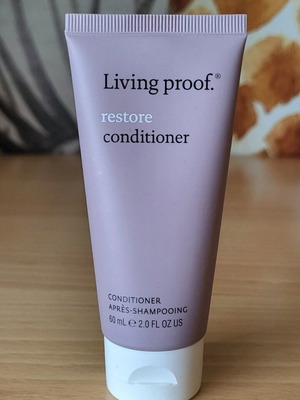 Living proof.®
restore
conditioner
CONDITIONER
APRÈS-SHAMPOOING
60 mL ℮ 2.0 FL OZ US